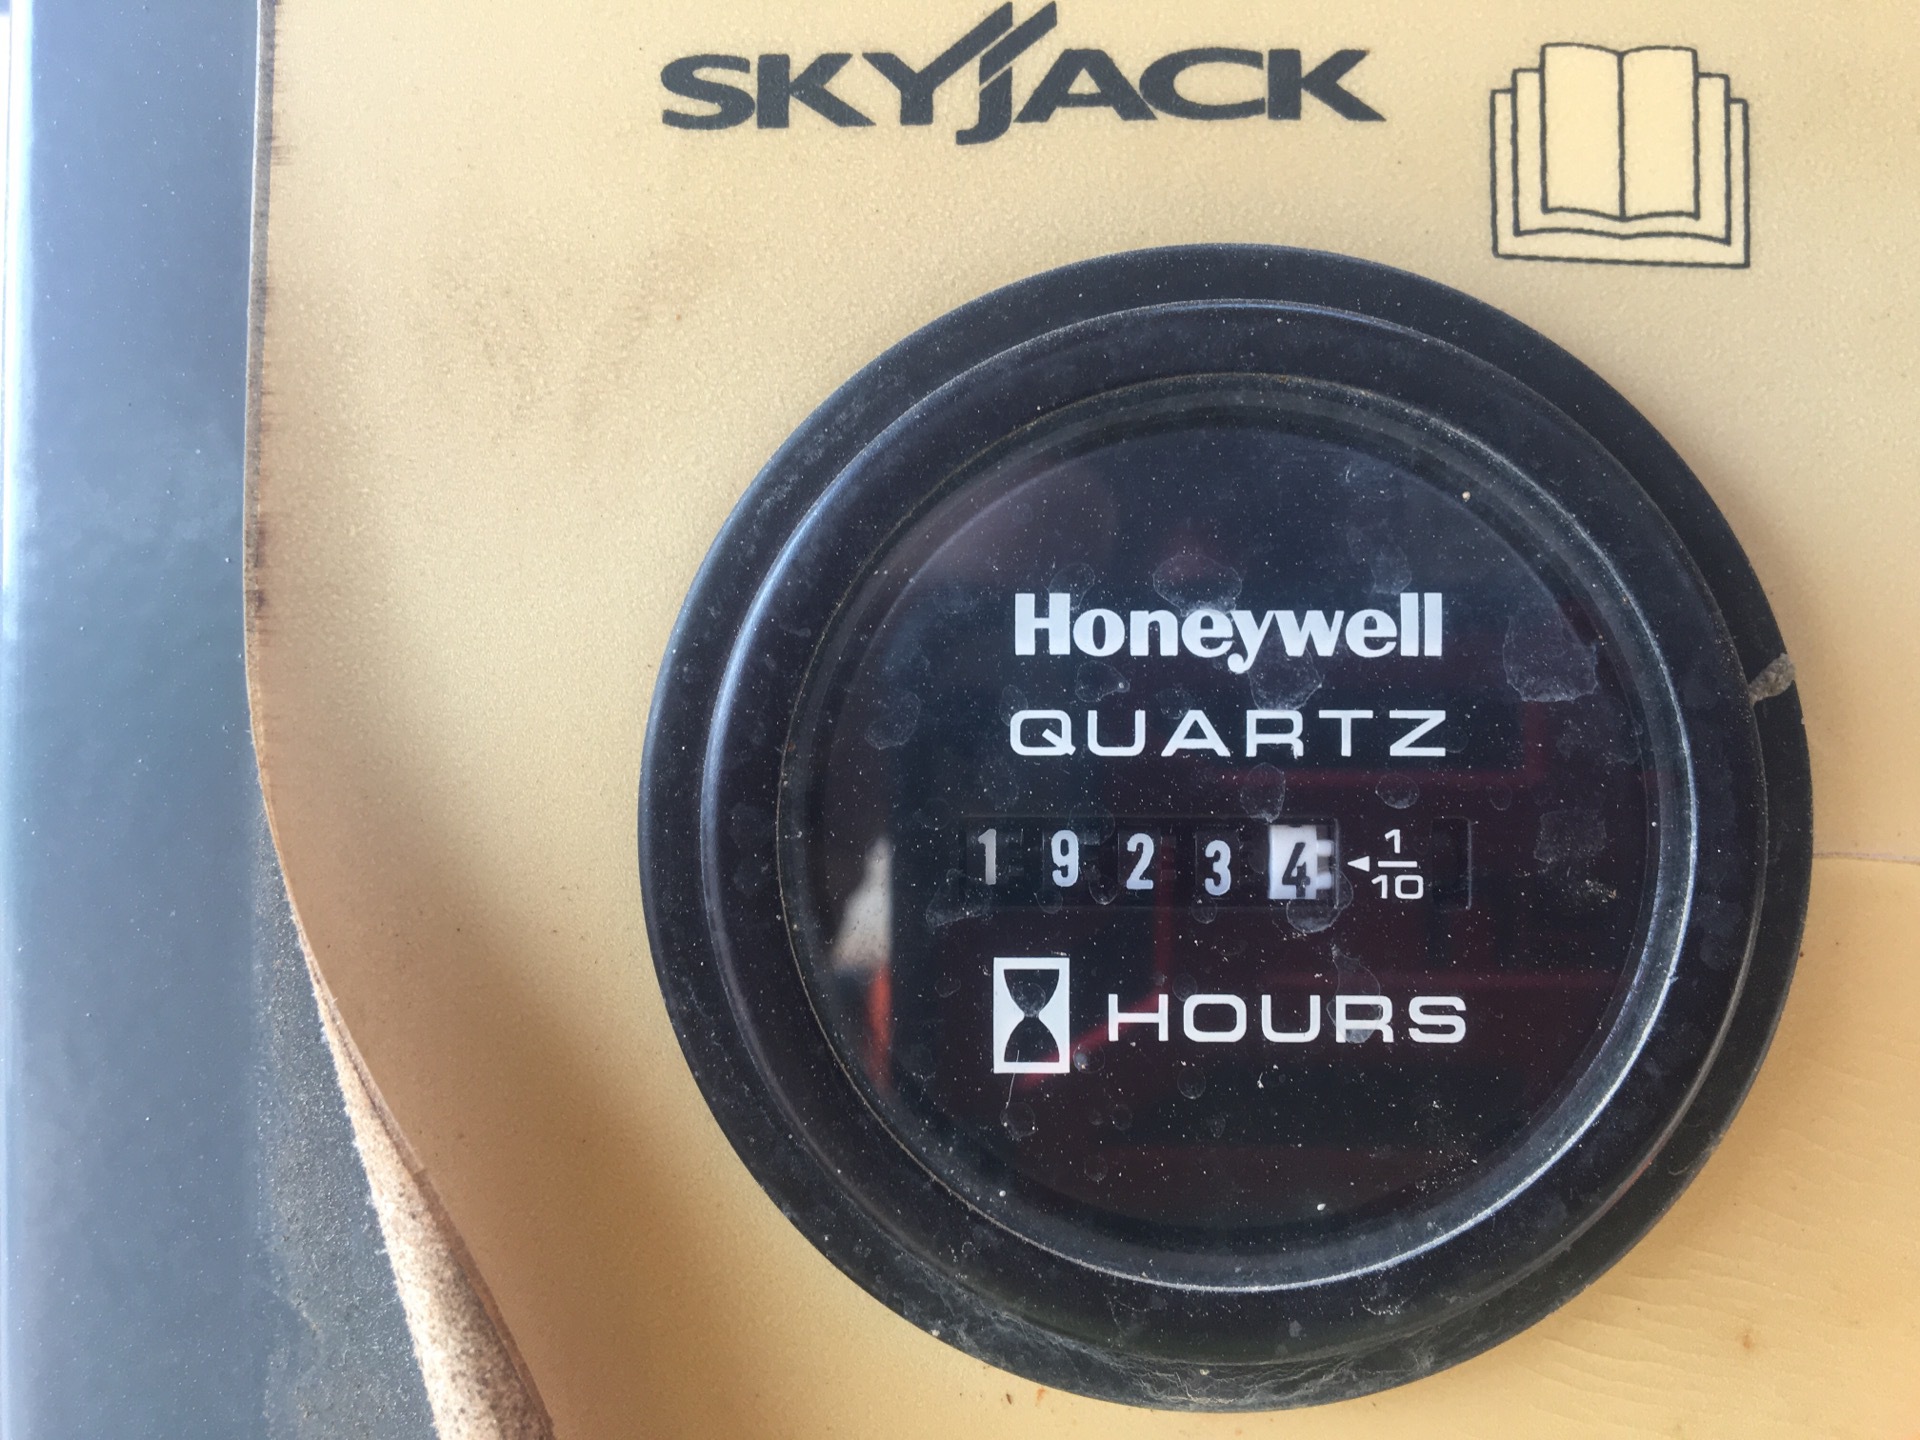 SKYJACK
Honeywell
QUARTZ
19234 ◄ 1/10
HOURS